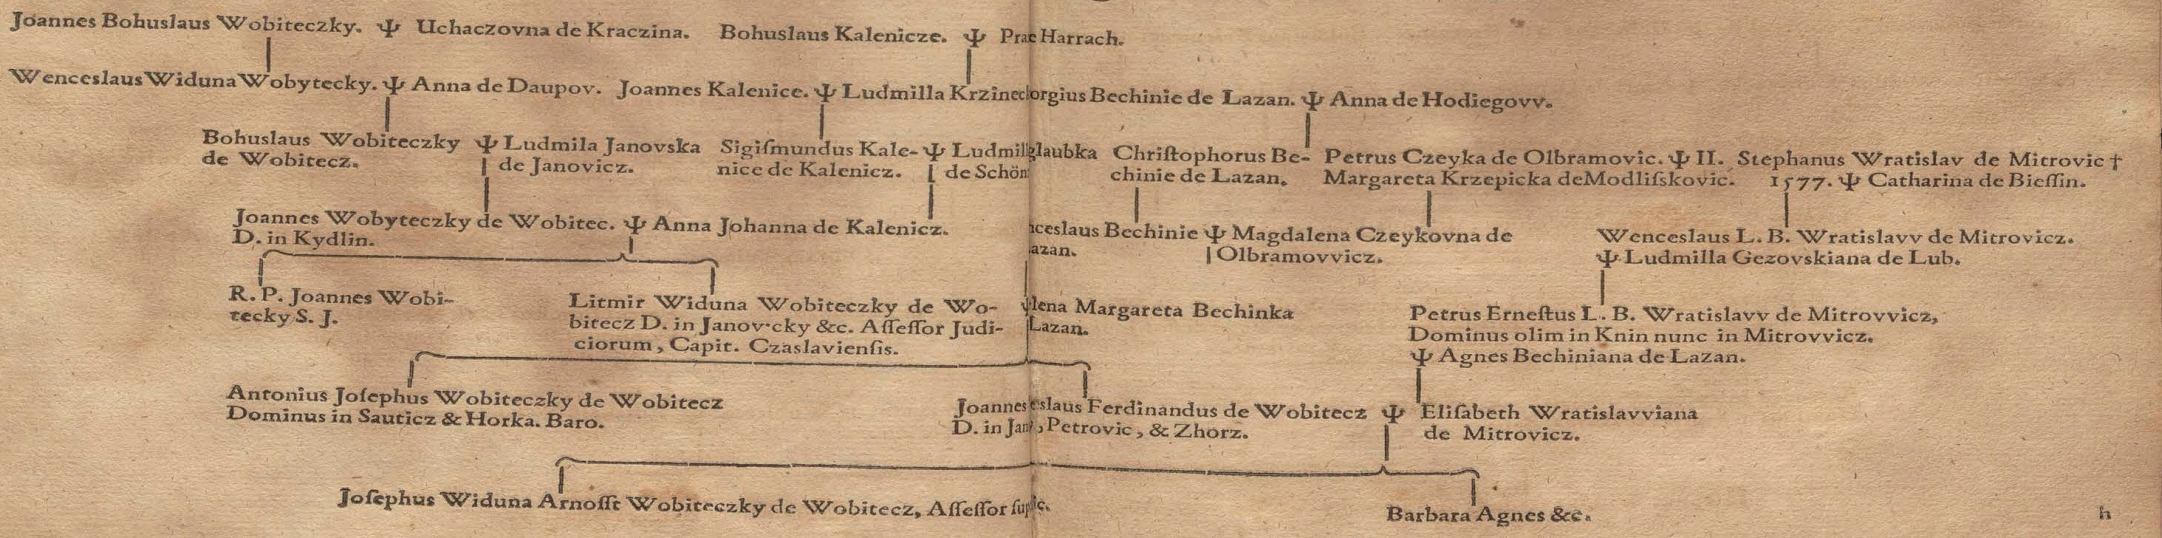 Joannes Bohuslaus Wobiteczky. Ψ Uchaczovna de Kraczina. Bohuslaus Kalenicze. Ψ Prae Harrach.
Wenceslaus Widuna Wobytecky. Ψ Anna de Daupov. Joannes Kalenice. Ψ Ludmilla Krzinec orgius Bechinie de Lazan. Ψ Anna de Hodiegovv.
Bohuslaus Wobiteczky Ψ Ludmila Janovska Sigiſmundus Kale- Ψ Ludmil glaubka Chriſtophorus Be- Petrus Czeyka de Olbramovic. Ψ II. Stephanus Wratislav de Mitrovic †
de Wobitecz. de Janovicz. nice de Kalenicz. de Schön chinie de Lazan. Margareta Krzepicka de Modliſskovic. 1577. Ψ Catharina de Bieſſin.
Joannes Wobyteczky de Wobitec. Ψ Anna Johanna de Kalenicz. ceslaus Bechinie Ψ Magdalena Czeykovna de Wenceslaus L. B. Wratislavv de Mitrovicz.
D. in Kydlin. azan. Olbramovvicz. Ψ Ludmilla Gezovskiana de Lub.
R. P. Joannes Wobi- Litmir Widuna Wobiteczky de Wo- Ψ lena Margareta Bechinka Petrus Erneſtus L. B. Wratislavv de Mitrovvicz,
tecky S. J. bitecz D. in Janov cky &c. Aſſeſſor Judi- Lazan. Dominus olim in Knin nunc in Mitrovvicz.
ciorum, Capit. Czaslavienſis. Ψ Agnes Bechiniana de Lazan.
Antonius Joſephus Wobiteczky de Wobitecz Joannes eslaus Ferdinandus de Wobitecz Ψ Eliſabeth Wratislavviana
Dominus in Sauticz & Horka. Baro. D. in Jan , Petrovic, & Zhorz. de Mitrovicz.
Joſephus Widuna Arnoſſt Wobiteczky de Wobitecz, Aſſeſſor ſup c. Barbara Agnes &c.
h